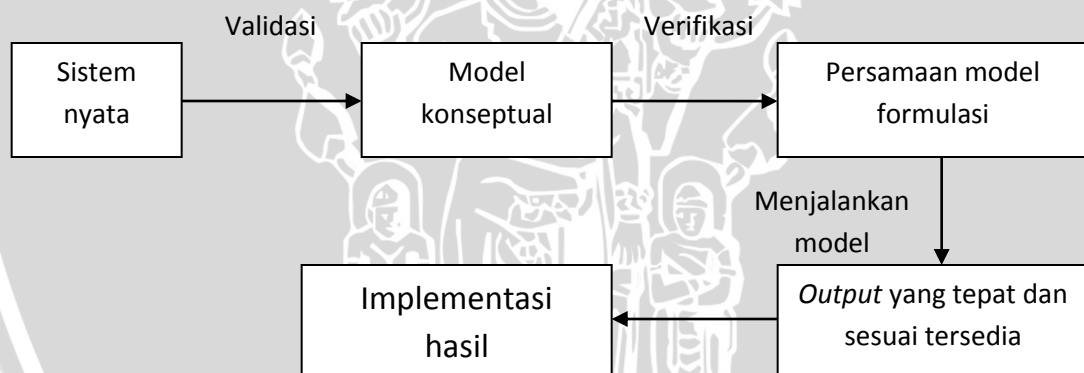 Validasi
Verifikasi
Sistem
nyata
Model
konseptual
Persamaan model
formulasi
Menjalankan
model
Output yang tepat dan
sesuai tersedia
Implementasi
hasil